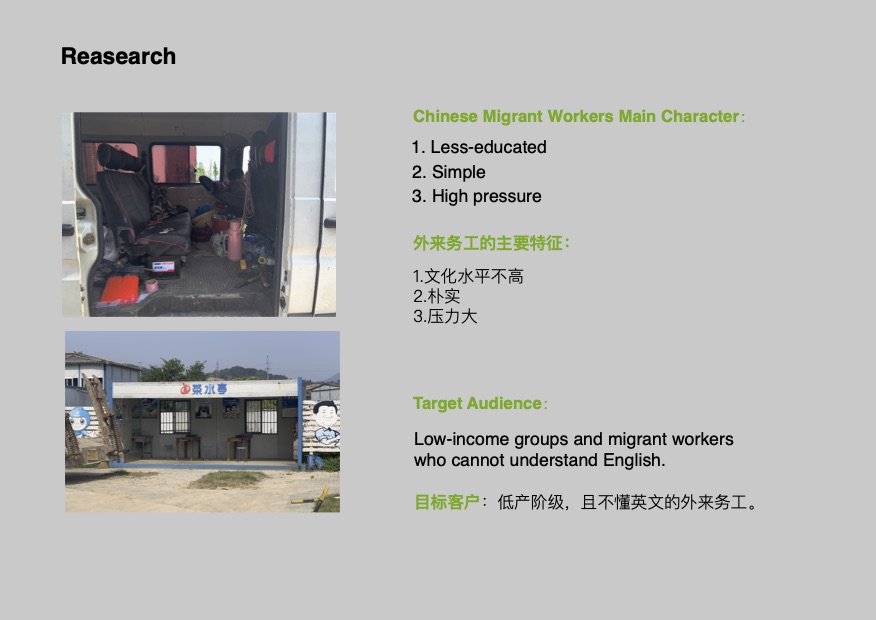 Reasearch
Chinese Migrant Workers Main Character：
1. Less-educated
2. Simple
3. High pressure
外来务工的主要特征：
1.文化水平不高
2.朴实
3.压力大
茶水亭
Target Audience：
Low-income groups and migrant workers
who cannot understand English.
目标客户：低产阶级，且不懂英文的外来务工。